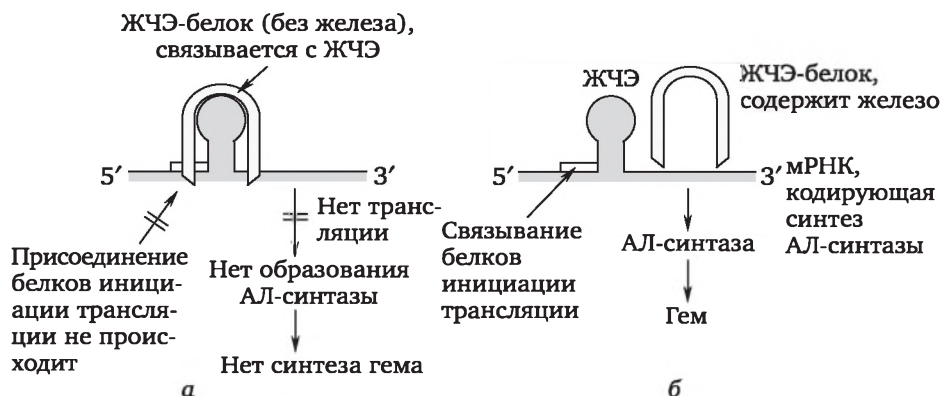 ЖЧЭ-белок (без железа),
связывается с ЖЧЭ
5′
3′
Нет транс-
ляции
Присоединение
белков иници-
ации трансля-
ции не проис-
ходит
Нет образования
АЛ-синтазы
Нет синтеза гема
а
ЖЧЭ
ЖЧЭ-белок,
содержит железо
5′
3′
мРНК,
кодирующая
синтез
АЛ-синтазы
Связывание
белков
инициации
трансляции
АЛ-синтаза
Гем
б